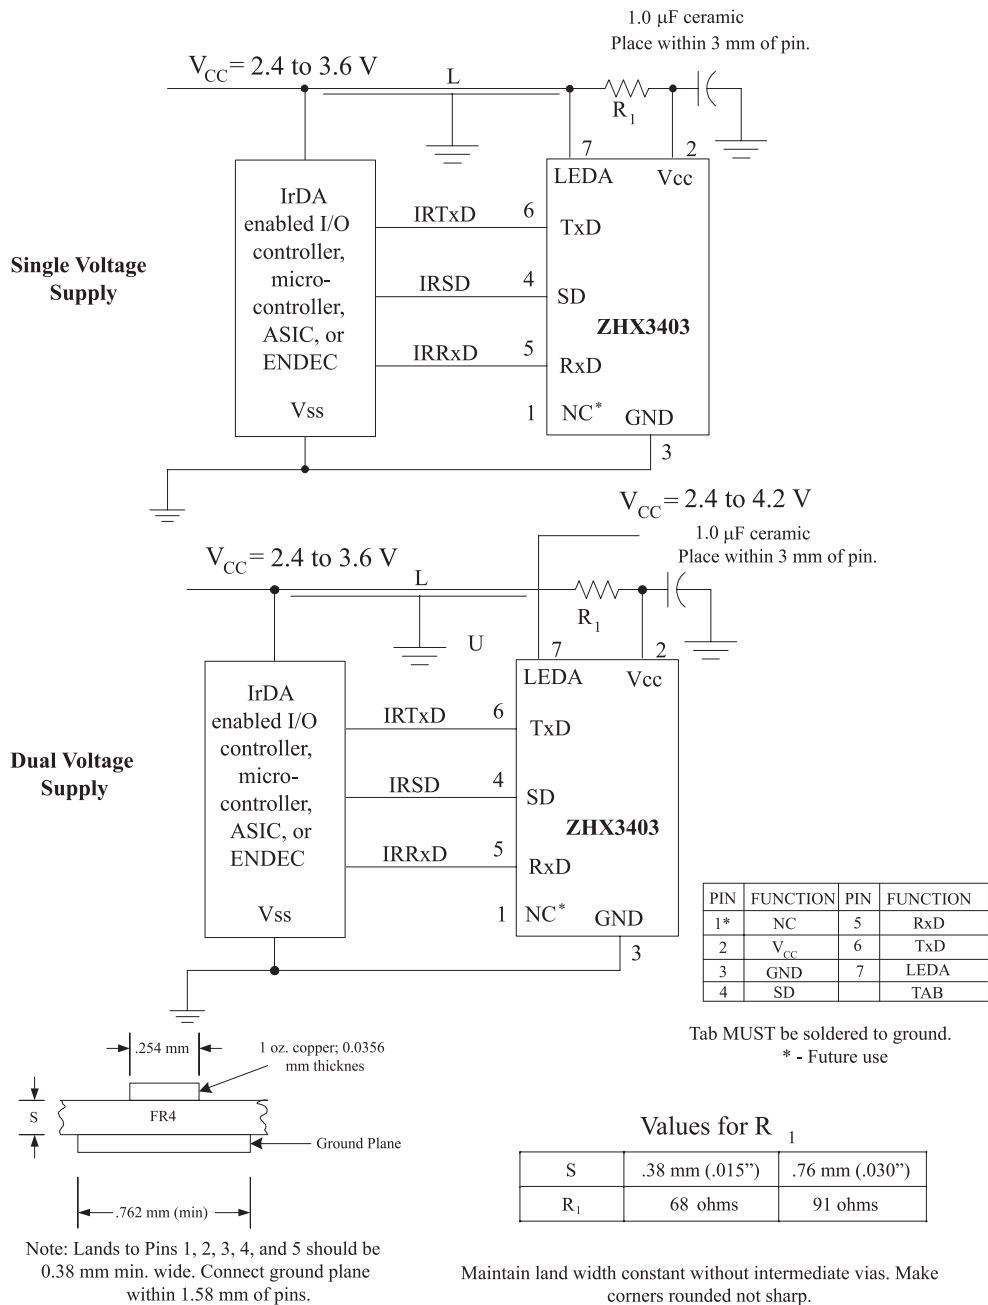 1.0 μF ceramic
Place within 3 mm of pin.
V_CC = 2.4 to 3.6 V
L
R_1
7
2
LEDA
Vcc
IrDA
enabled I/O
controller,
micro-
controller,
ASIC, or
ENDEC
Vss
IRTxD
6
TxD
Single Voltage
Supply
IRSD
4
SD
ZHX3403
IRRxD
5
RxD
1
NC*
GND
3
V_CC = 2.4 to 4.2 V
1.0 μF ceramic
Place within 3 mm of pin.
V_CC = 2.4 to 3.6 V
L
R_1
U
7
2
LEDA
Vcc
IrDA
enabled I/O
controller,
micro-
controller,
ASIC, or
ENDEC
Vss
IRTxD
6
TxD
Dual Voltage
Supply
IRSD
4
SD
ZHX3403
IRRxD
5
RxD
1
NC*
GND
3
PIN FUNCTION PIN FUNCTION
1* NC 5 RxD
2 V_CC 6 TxD
3 GND 7 LEDA
4 SD TAB
Tab MUST be soldered to ground.
* - Future use
.254 mm
1 oz. copper; 0.0356
mm thicknes
S
FR4
Ground Plane
.762 mm (min)
Note: Lands to Pins 1, 2, 3, 4, and 5 should be
0.38 mm min. wide. Connect ground plane
within 1.58 mm of pins.
Values for R_1
S .38 mm (.015”) .76 mm (.030”)
R_1 68 ohms 91 ohms
Maintain land width constant without intermediate vias. Make
corners rounded not sharp.